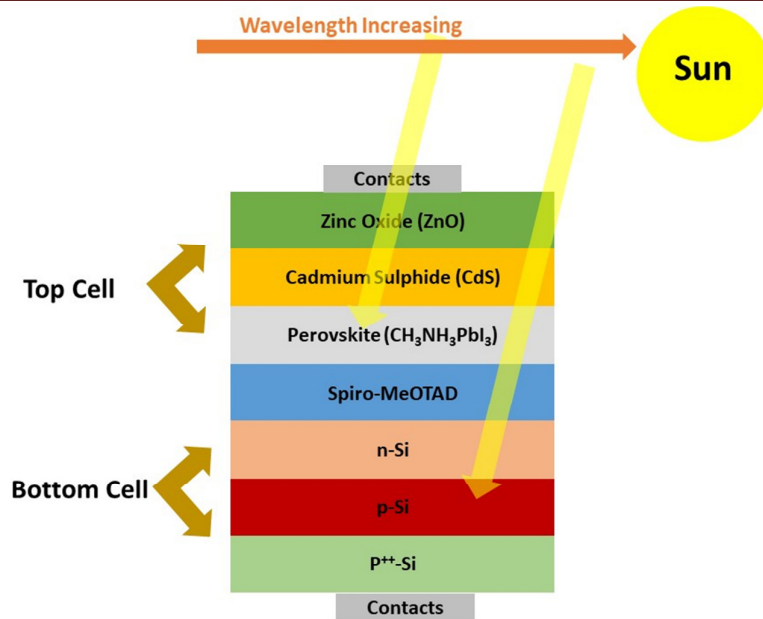 Wavelength Increasing
Sun
Contacts
Zinc Oxide (ZnO)
Cadmium Sulphide (CdS)
Top Cell
Perovskite (CH₃NH₃PbI₃)
Spiro-MeOTAD
n-Si
Bottom Cell
p-Si
P⁺⁺-Si
Contacts